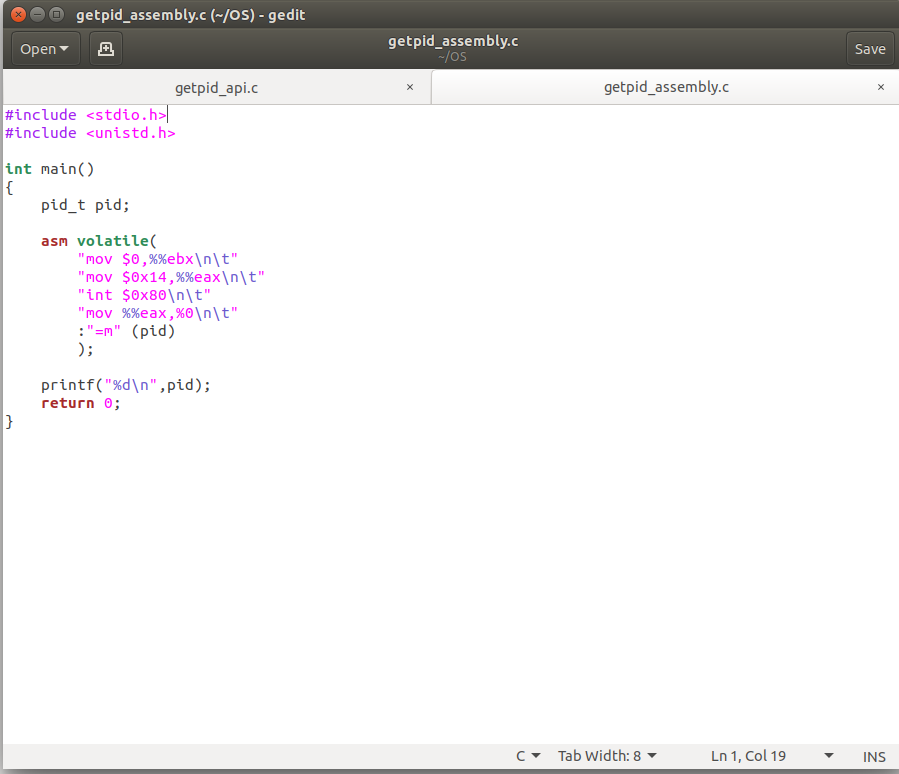 getpid_assembly.c (~/OS) - gedit
Open
getpid_assembly.c
~/OS
Save
getpid_api.c ×
getpid_assembly.c ×
#include <stdio.h>
#include <unistd.h>

int main()
{
    pid_t pid;

    asm volatile(
        "mov $0,%%ebx\n\t"
        "mov $0x14,%%eax\n\t"
        "int $0x80\n\t"
        "mov %%eax,%0\n\t"
        :"=m" (pid)
        );

    printf("%d\n",pid);
    return 0;
}
C Tab Width: 8 Ln 1, Col 19 INS